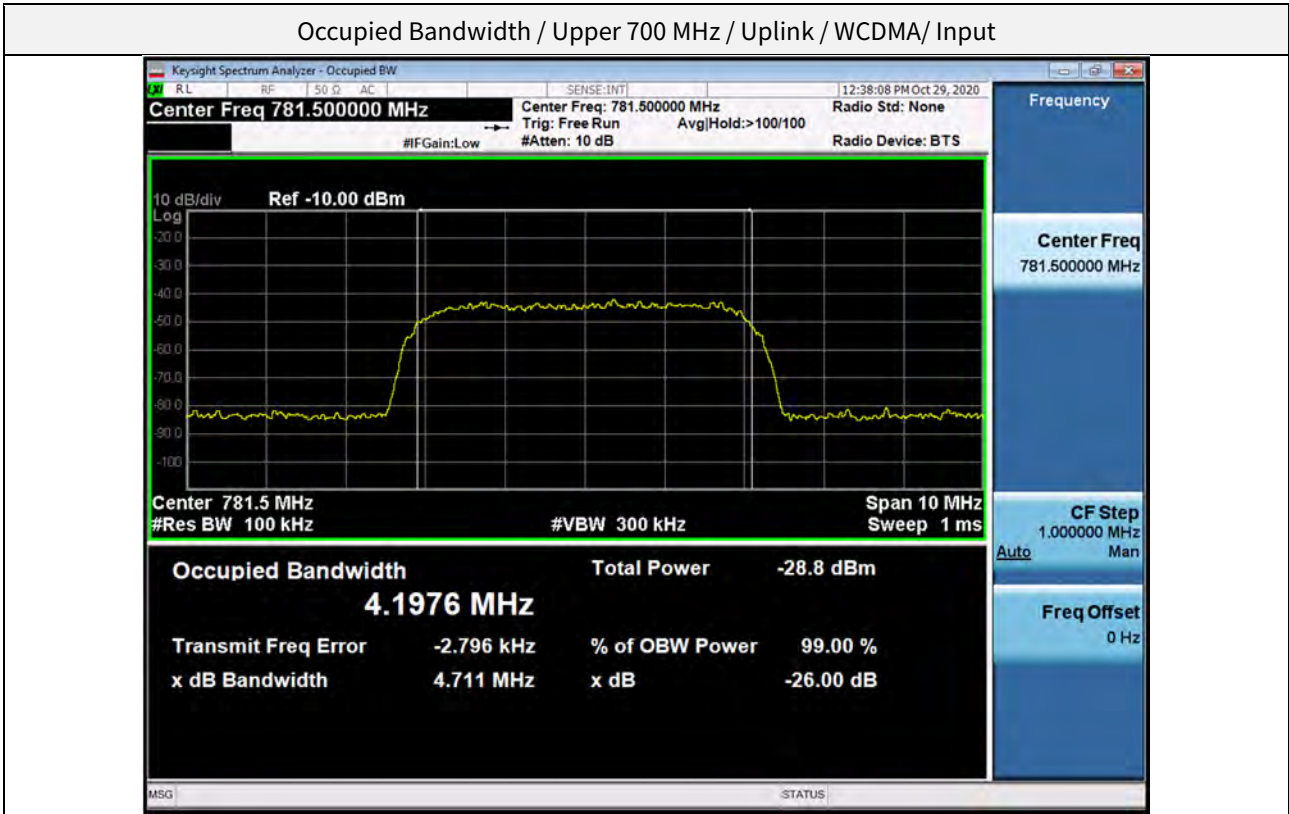 Occupied Bandwidth / Upper 700 MHz / Uplink / WCDMA/ Input
Keysight Spectrum Analyzer - Occupied BW
LXI RL RF 50 Ω AC SENSE:INT 12:38:08 PM Oct 29, 2020
Center Freq 781.500000 MHz Center Freq: 781.500000 MHz Radio Std: None
Trig: Free Run Avg|Hold:>100/100
#IFGain:Low #Atten: 10 dB Radio Device: BTS
Frequency
10 dB/div Ref -10.00 dBm
Log
-20.0
-30.0
-40.0
-50.0
-60.0
-70.0
-80.0
-90.0
-100
Center 781.5 MHz Span 10 MHz
#Res BW 100 kHz #VBW 300 kHz Sweep 1 ms
Center Freq
781.500000 MHz
CF Step
1.000000 MHz
Auto Man
Freq Offset
0 Hz
Occupied Bandwidth Total Power -28.8 dBm
4.1976 MHz
Transmit Freq Error -2.796 kHz % of OBW Power 99.00 %
x dB Bandwidth 4.711 MHz x dB -26.00 dB
MSG STATUS